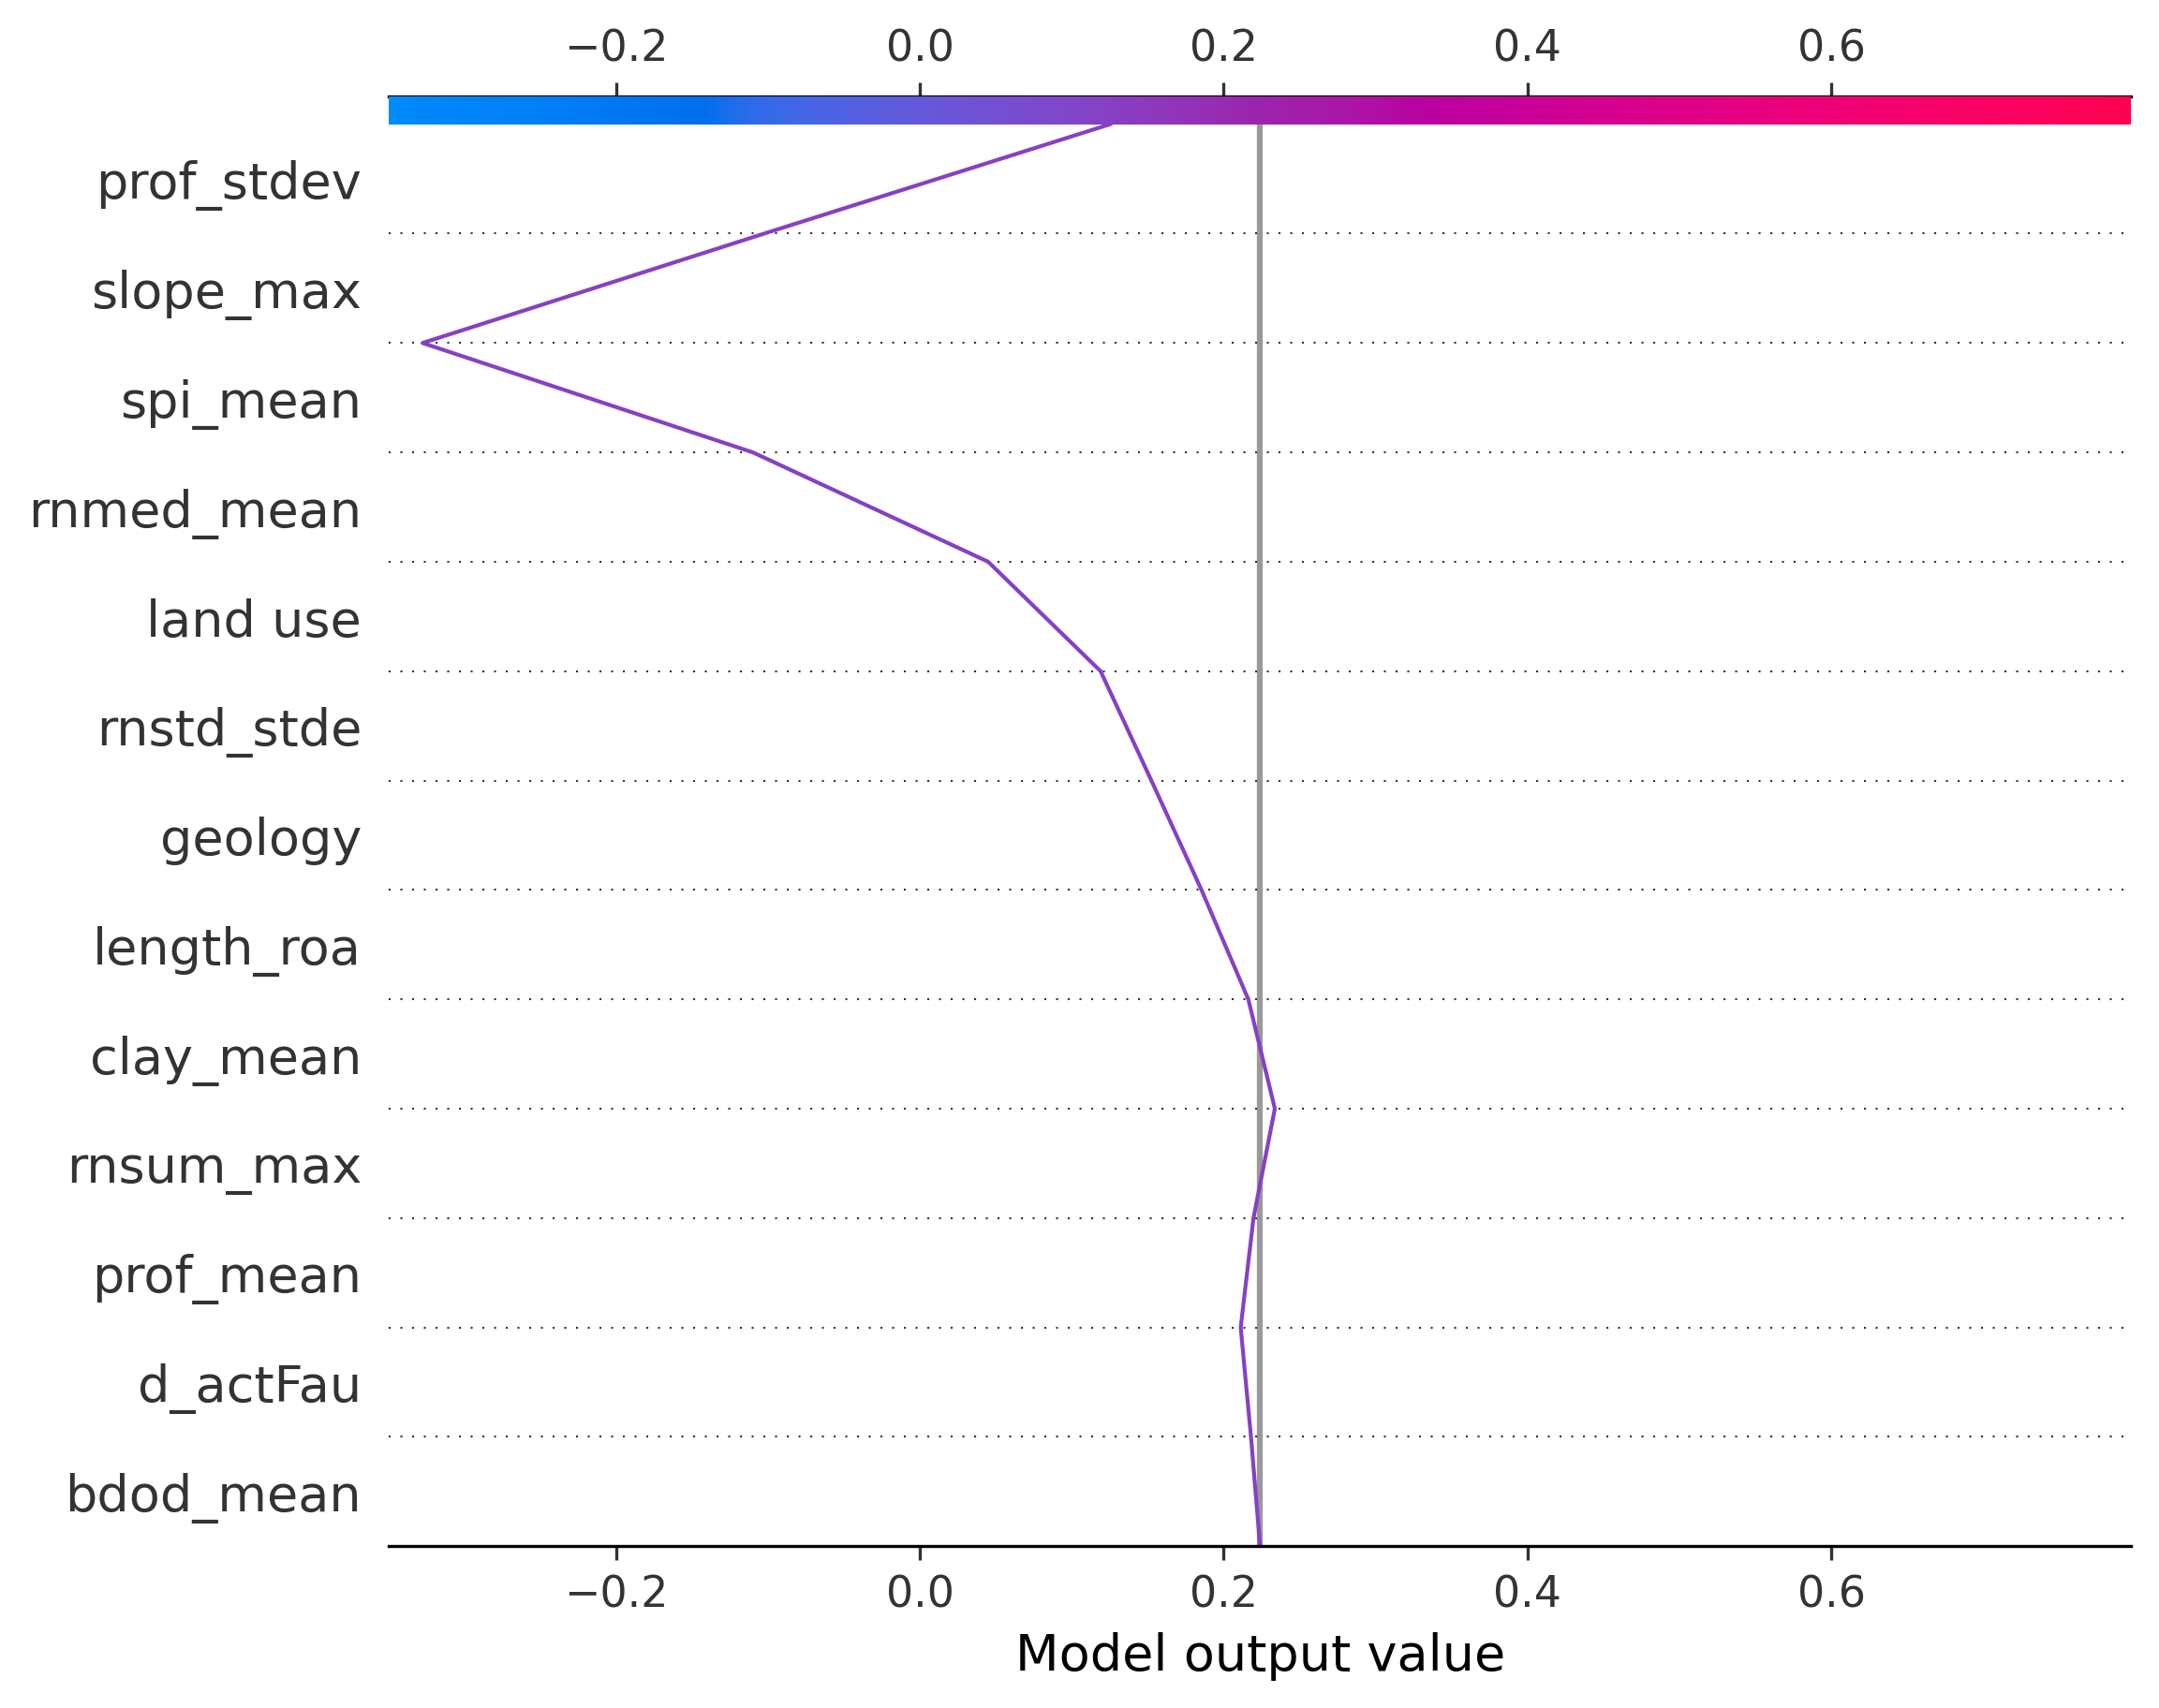 −0.2 0.0 0.2 0.4 0.6
prof_stdev
slope_max
spi_mean
rnmed_mean
land use
rnstd_stde
geology
length_roa
clay_mean
rnsum_max
prof_mean
d_actFau
bdod_mean
−0.2 0.0 0.2 0.4 0.6
Model output value